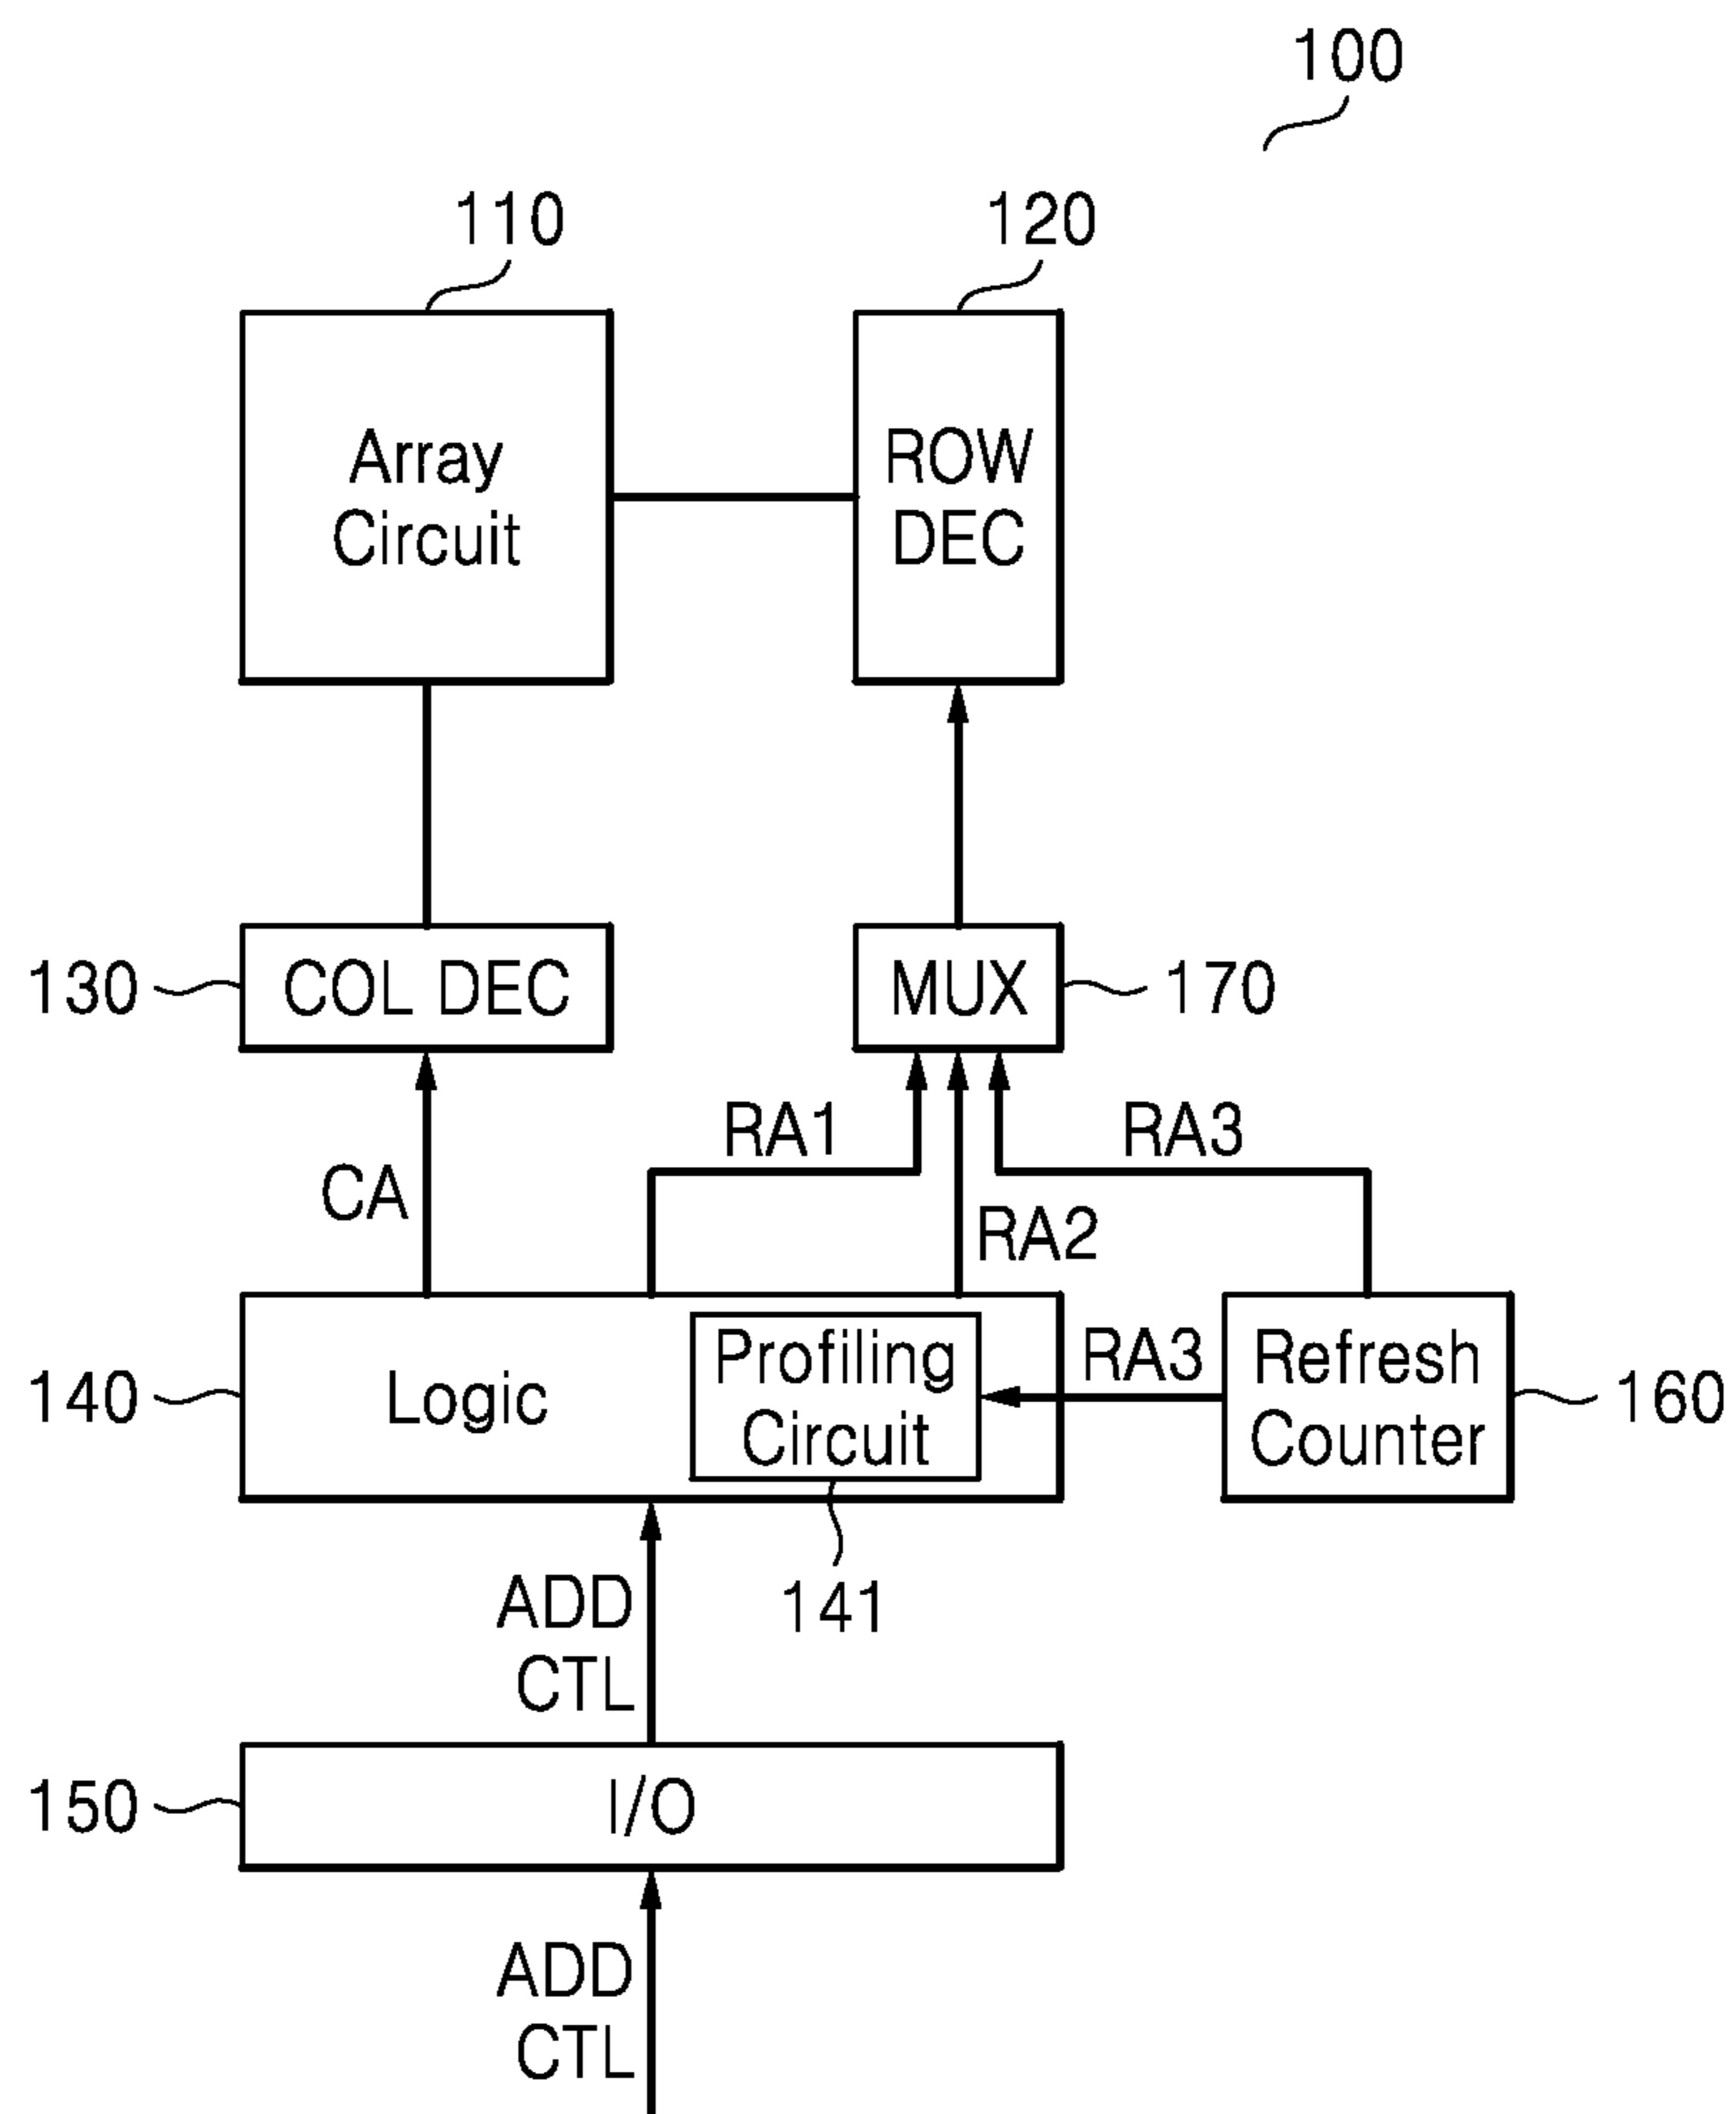 100
110
120
Array
Circuit
ROW
DEC
130
COL DEC
MUX
170
RA1
RA3
CA
RA2
140
Logic
Profiling
Circuit
RA3
Refresh
Counter
160
141
ADD
CTL
150
I/O
ADD
CTL